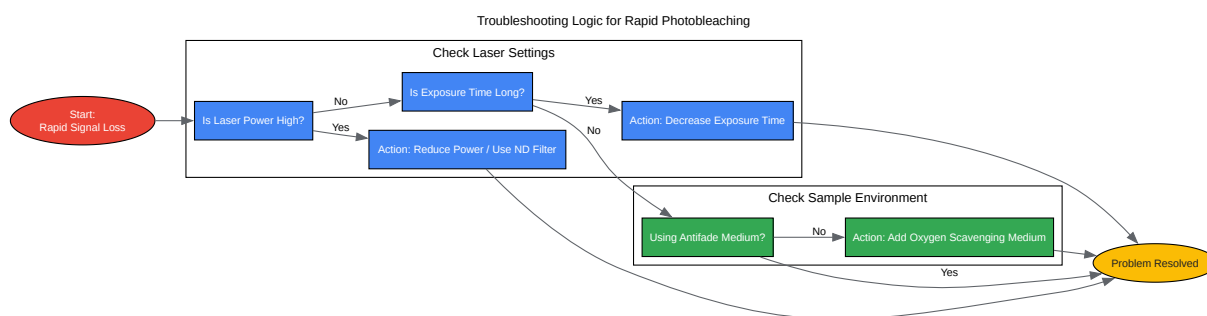 Troubleshooting Logic for Rapid Photobleaching
Check Laser Settings
Start:
Rapid Signal Loss
Is Laser Power High?
No
Yes
Is Exposure Time Long?
Yes
No
Action: Decrease Exposure Time
Action: Reduce Power / Use ND Filter
Check Sample Environment
Using Antifade Medium?
No
Yes
Action: Add Oxygen Scavenging Medium
Problem Resolved